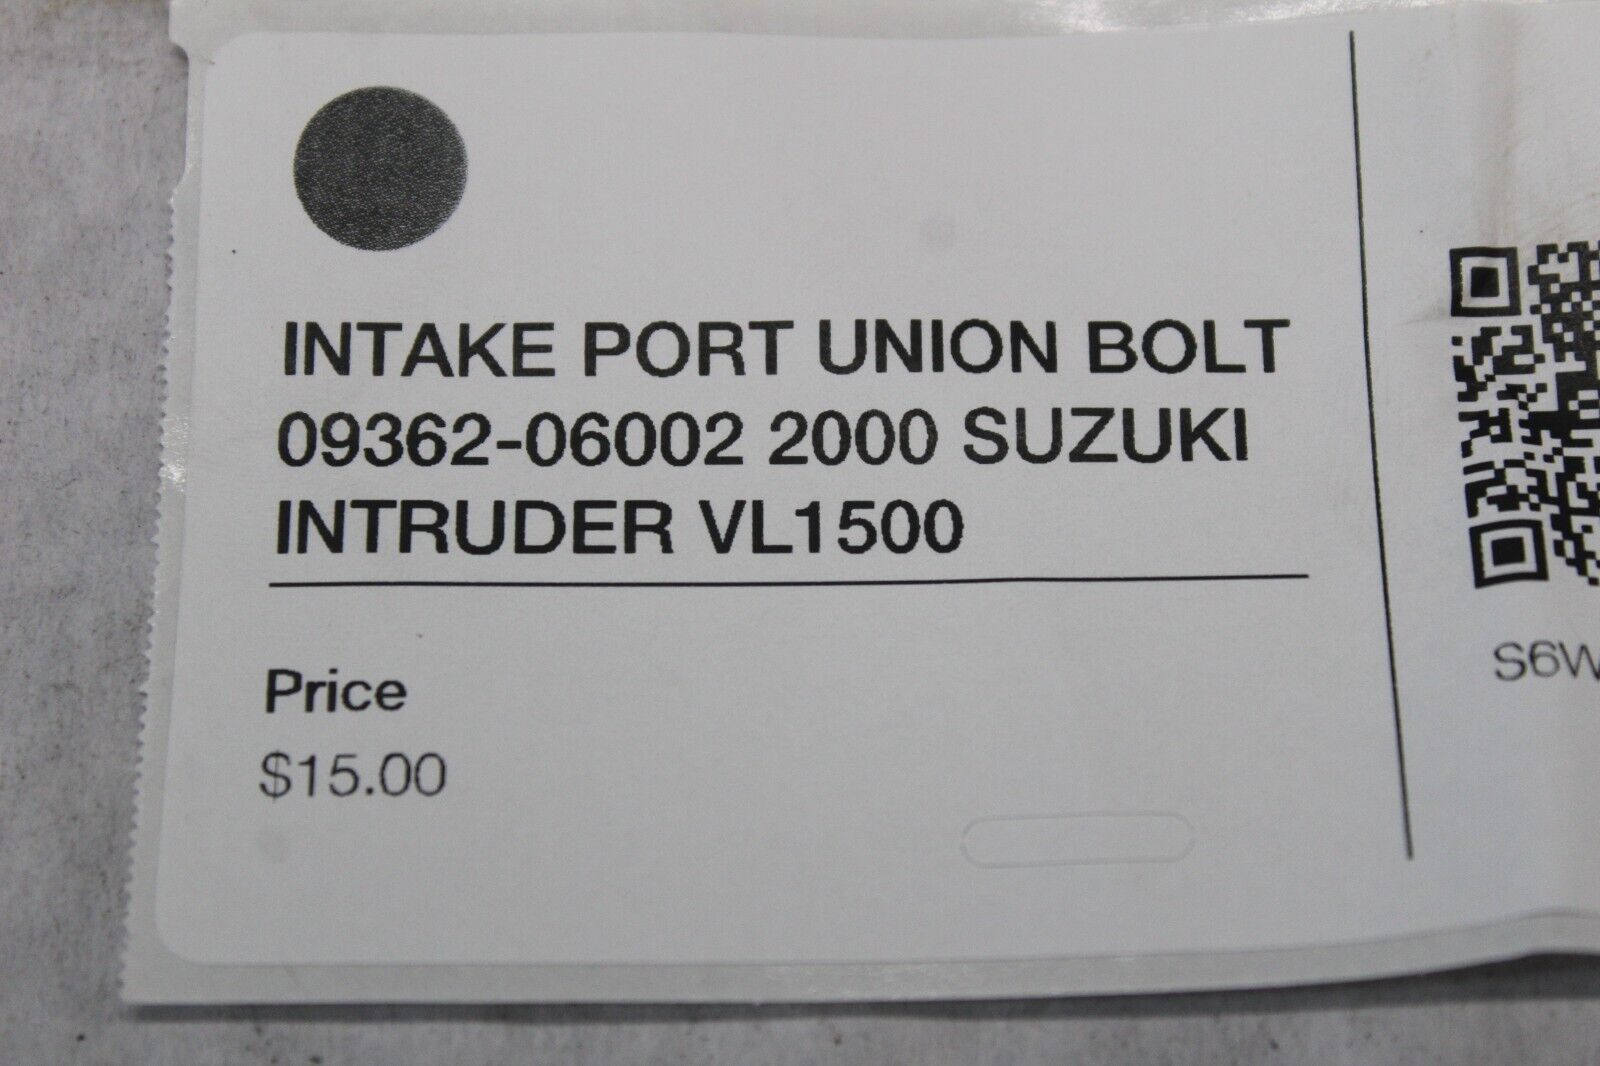 INTAKE PORT UNION BOLT
09362-06002 2000 SUZUKI
INTRUDER VL1500
Price
$15.00
S6W